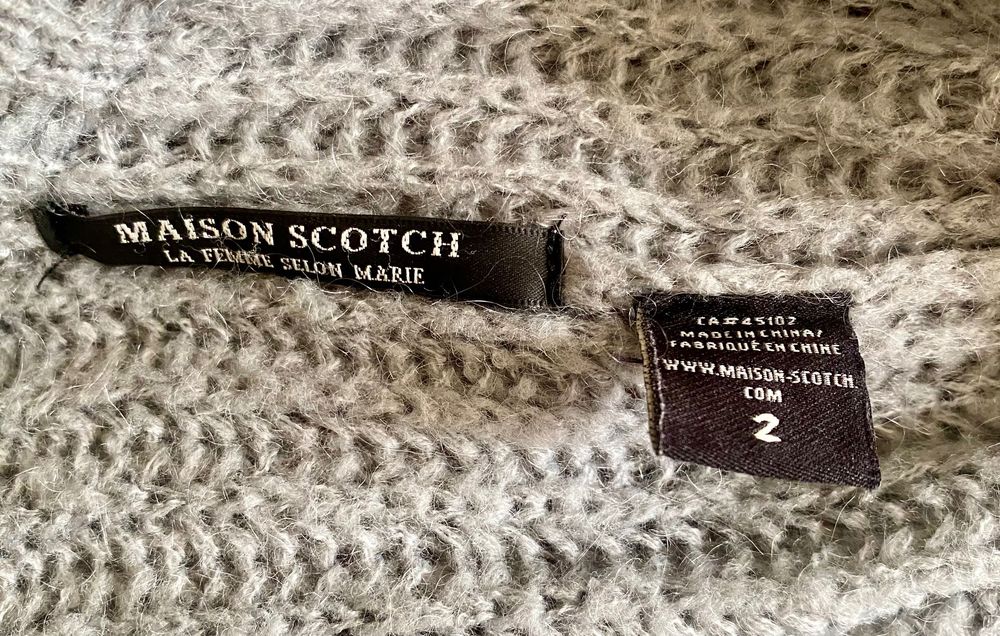 MAISON SCOTCH
LA FEMME SELON MARIE
CA#45102
MADE IN CHINA/
FABRIQUÉ EN CHINE
WWW.MAISON-SCOTCH.
COM
2